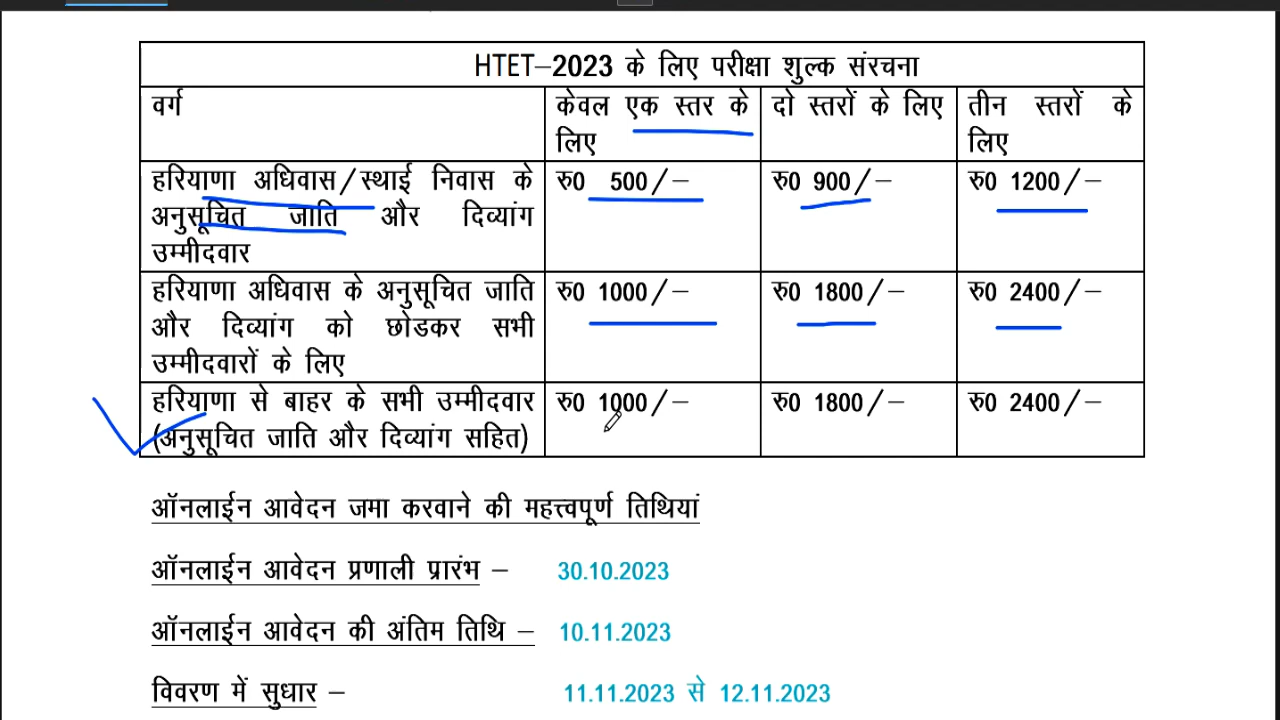 HTET–2023 के लिए परीक्षा शुल्क संरचना
वर्ग
केवल एक स्तर के
लिए
दो स्तरों के लिए
तीन स्तरों के
लिए
हरियाणा अधिवास/स्थाई निवास के
अनुसूचित जाति और दिव्यांग
उम्मीदवार
रु0 500/–
रु0 900/–
रु0 1200/–
हरियाणा अधिवास के अनुसूचित जाति
और दिव्यांग को छोडकर सभी
उम्मीदवारों के लिए
रु0 1000/–
रु0 1800/–
रु0 2400/–
हरियाणा से बाहर के सभी उम्मीदवार
(अनुसूचित जाति और दिव्यांग सहित)
रु0 1000/–
रु0 1800/–
रु0 2400/–
ऑनलाईन आवेदन जमा करवाने की महत्त्वपूर्ण तिथियां
ऑनलाईन आवेदन प्रणाली प्रारंभ – 30.10.2023
ऑनलाईन आवेदन की अंतिम तिथि – 10.11.2023
विवरण में सुधार – 11.11.2023 से 12.11.2023